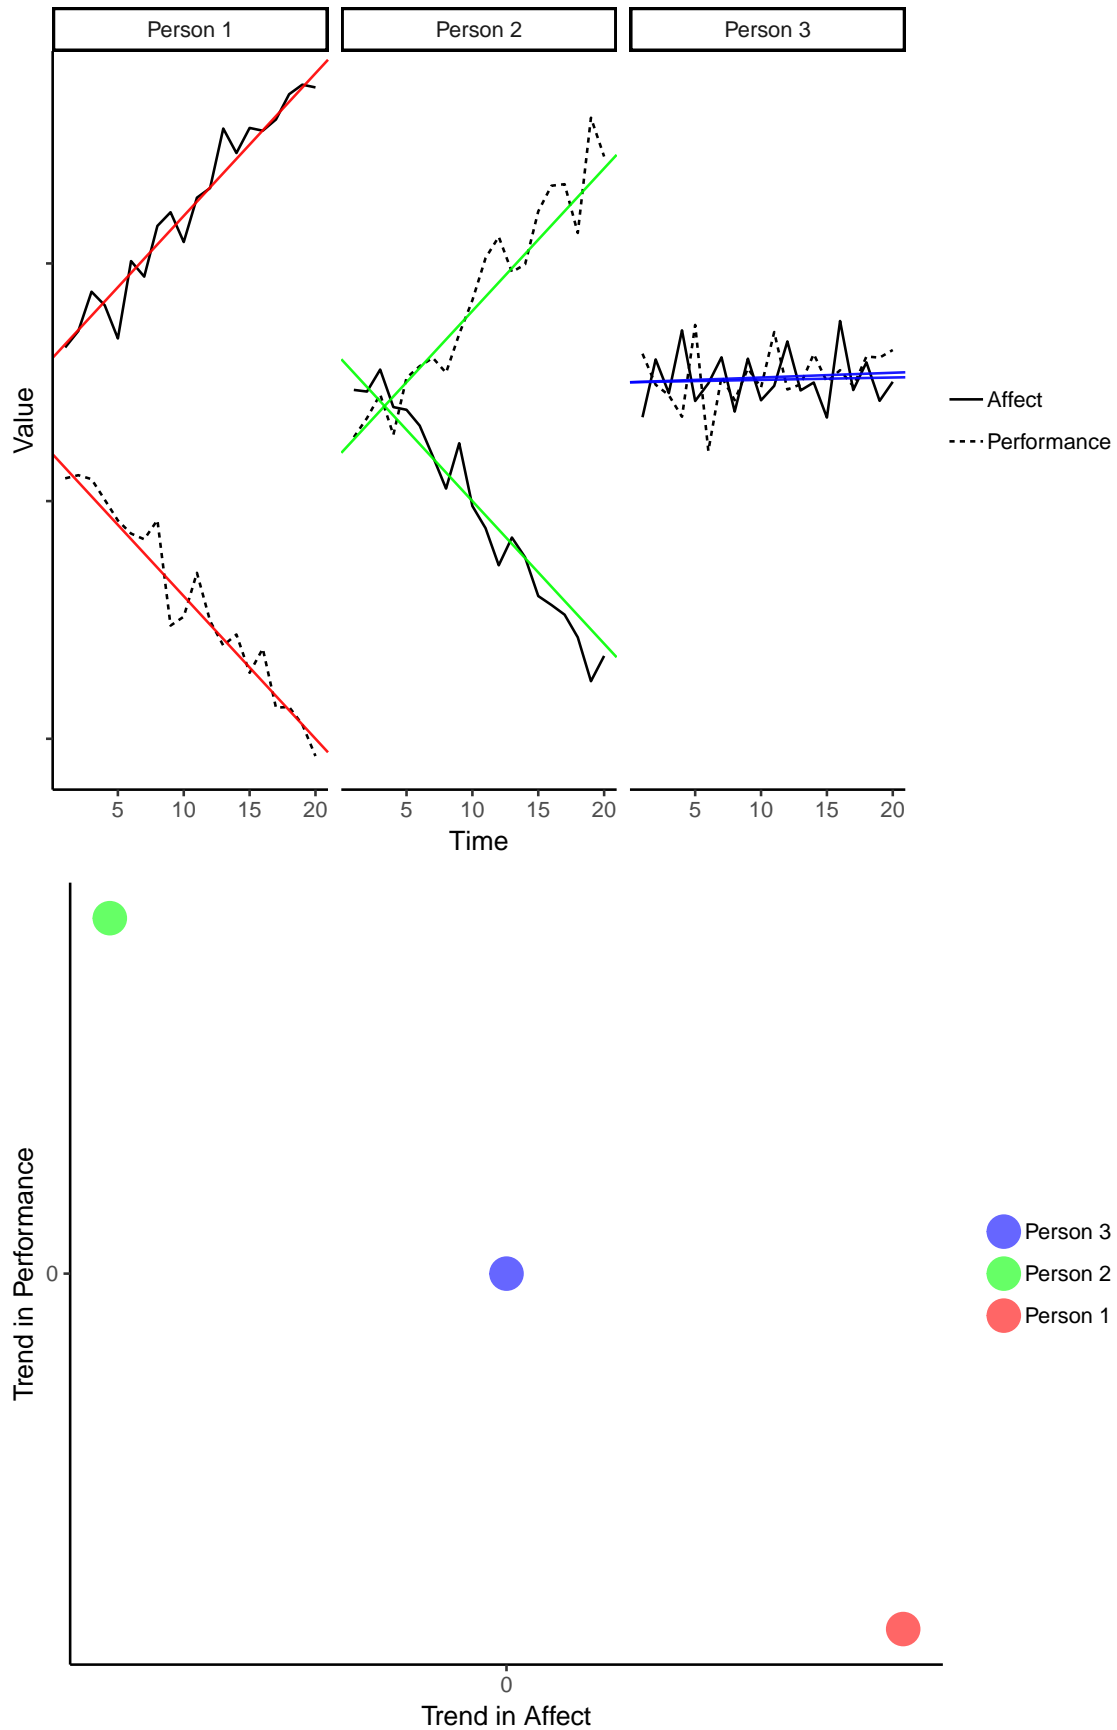 Person 1
Person 2
Person 3
Value
Affect
Performance
5 10 15 20
5 10 15 20
5 10 15 20
Time
Trend in Performance
0
Person 3
Person 2
Person 1
0
Trend in Affect